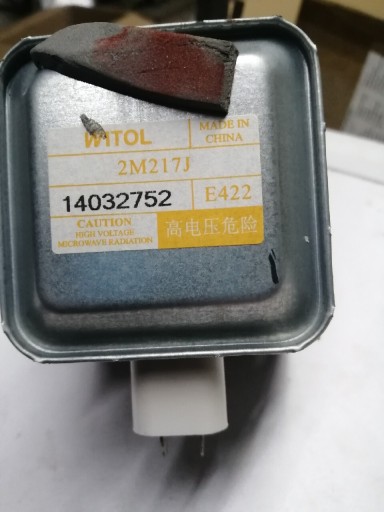 WITOL
MADE IN
CHINA
2M217J
14032752
E422
CAUTION
HIGH VOLTAGE
MICROWAVE RADIATION
高电压危险